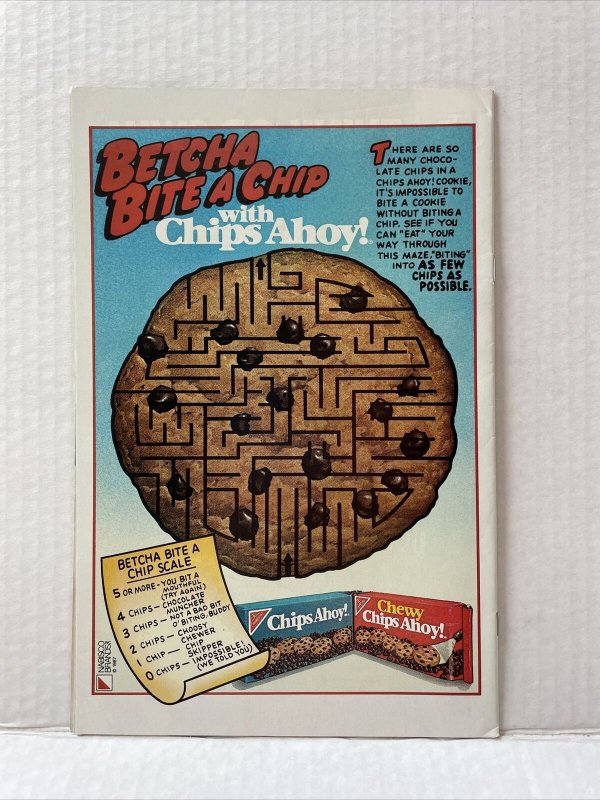 BETCHA
BITE A CHIP
with
Chips Ahoy!®
THERE ARE SO
MANY CHOCO-
LATE CHIPS IN A
CHIPS AHOY! COOKIE,
IT'S IMPOSSIBLE TO
BITE A COOKIE
WITHOUT BITING A
CHIP. SEE IF YOU
CAN "EAT" YOUR
WAY THROUGH
THIS MAZE, "BITING"
INTO AS FEW
CHIPS AS
POSSIBLE.
BETCHA BITE A
CHIP SCALE
5 OR MORE - YOU BIT A
MOUTHFUL!
(TRY AGAIN)
4 CHIPS - CHOCOLATE
MUNCHER
3 CHIPS - NOT A BAD BIT
O' BITING, BUDDY
2 CHIPS - CHOOSY
CHEWER
1 CHIP - CHIP
SKIPPER
0 CHIPS - IMPOSSIBLE!
(WE TOLD YOU)
Chips Ahoy!
Chewy
Chips Ahoy!
NABISCO
BRANDS
© 1987